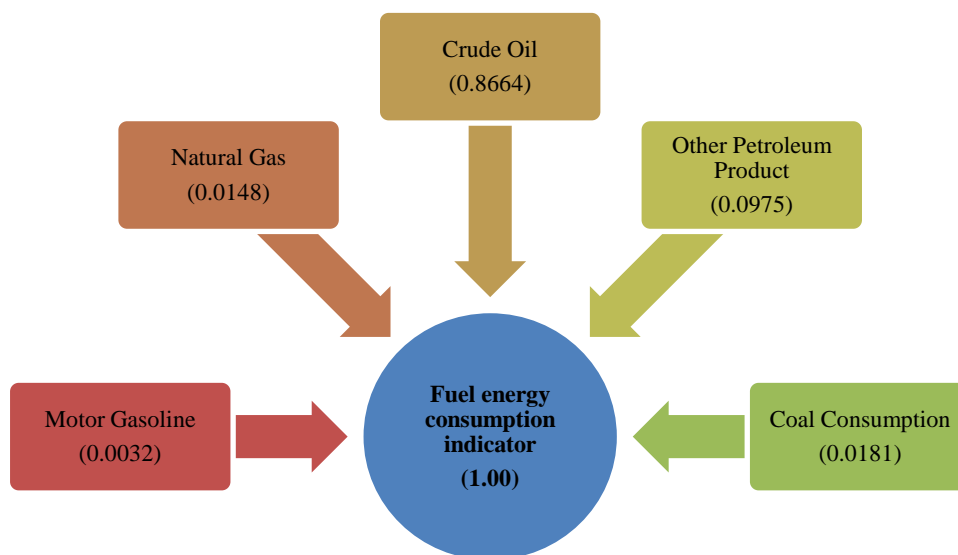 Crude Oil
(0.8664)
Natural Gas
(0.0148)
Other Petroleum
Product
(0.0975)
Motor Gasoline
(0.0032)
Fuel energy
consumption
indicator
(1.00)
Coal Consumption
(0.0181)